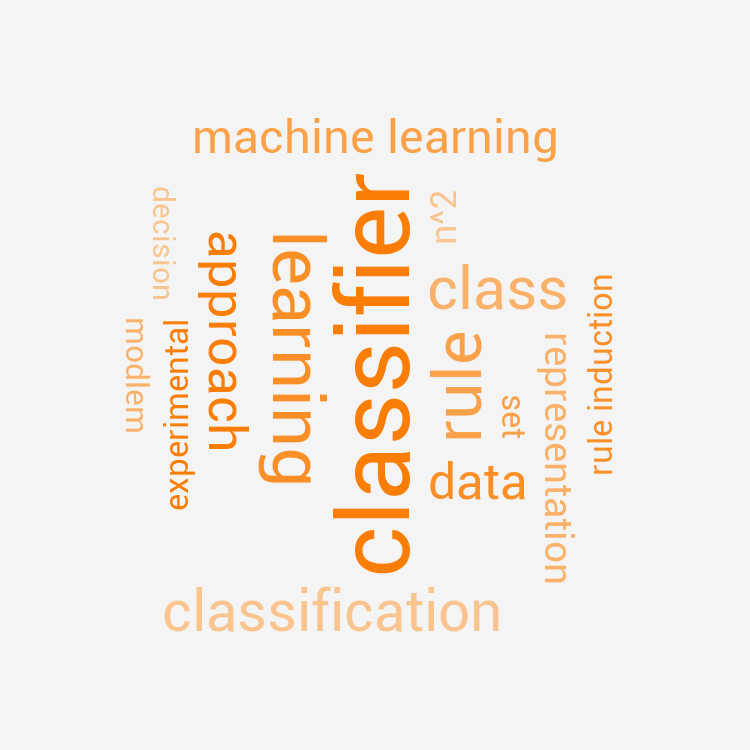 machine learning
decision
approach
learning
classifier
n^2
class
rule induction
modlem
experimental
rule
set
representation
data
classification